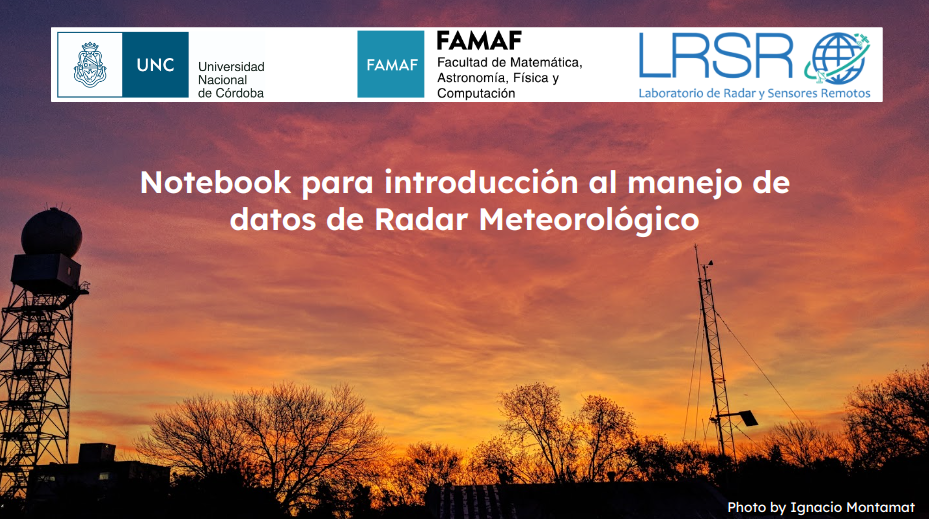 UNC
Universidad
Nacional
de Córdoba
FAMAF
FAMAF
Facultad de Matemática,
Astronomía, Física y
Computación
LRSR
Laboratorio de Radar y Sensores Remotos
Notebook para introducción al manejo de
datos de Radar Meteorológico
Photo by Ignacio Montamat